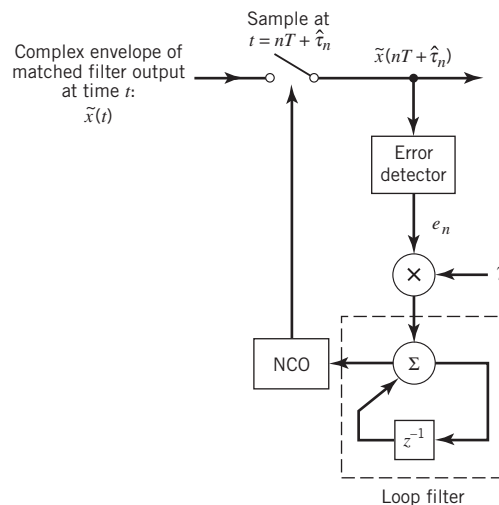 Sample at
t = nT + τ̂ₙ
Complex envelope of
matched filter output
at time t:
x̃(t)
x̃(nT + τ̂ₙ)
Error
detector
eₙ
×
NCO
Σ
z⁻¹
Loop filter